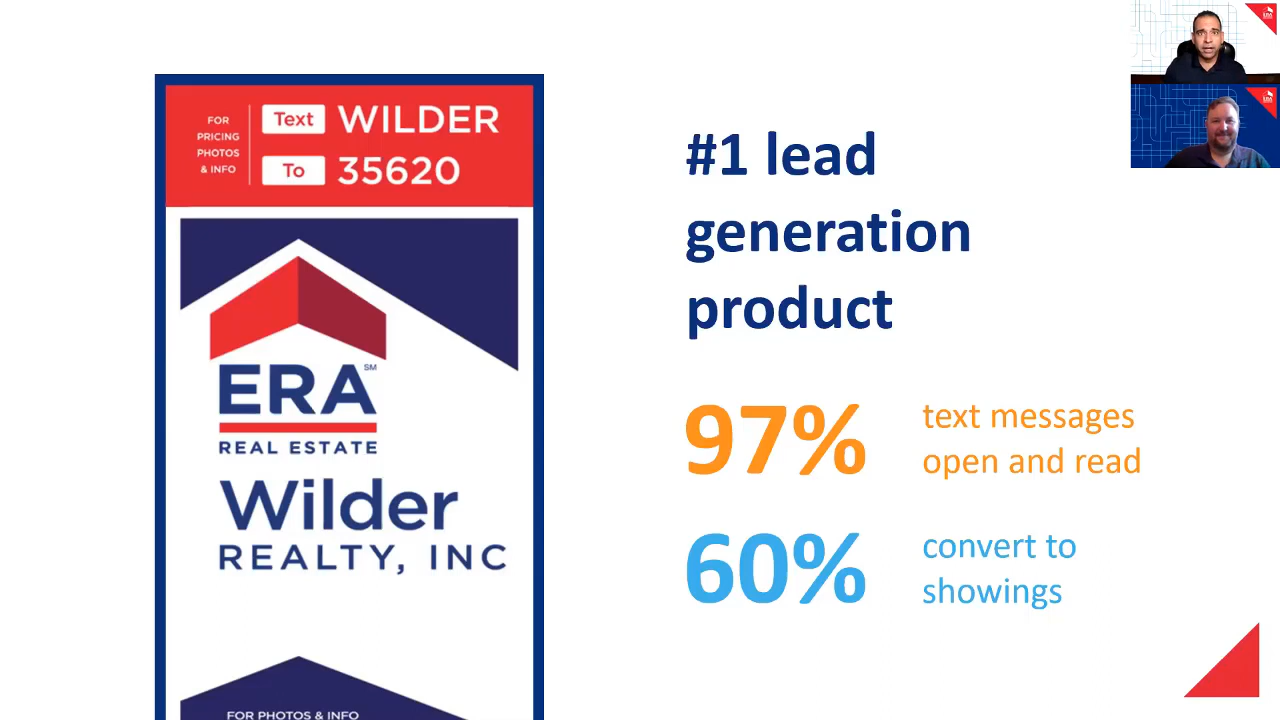 FOR
PRICING
PHOTOS
& INFO
Text WILDER
To 35620
ERA SM
REAL ESTATE
Wilder
REALTY, INC
FOR PHOTOS & INFO
#1 lead
generation
product
97%
text messages
open and read
60%
convert to
showings